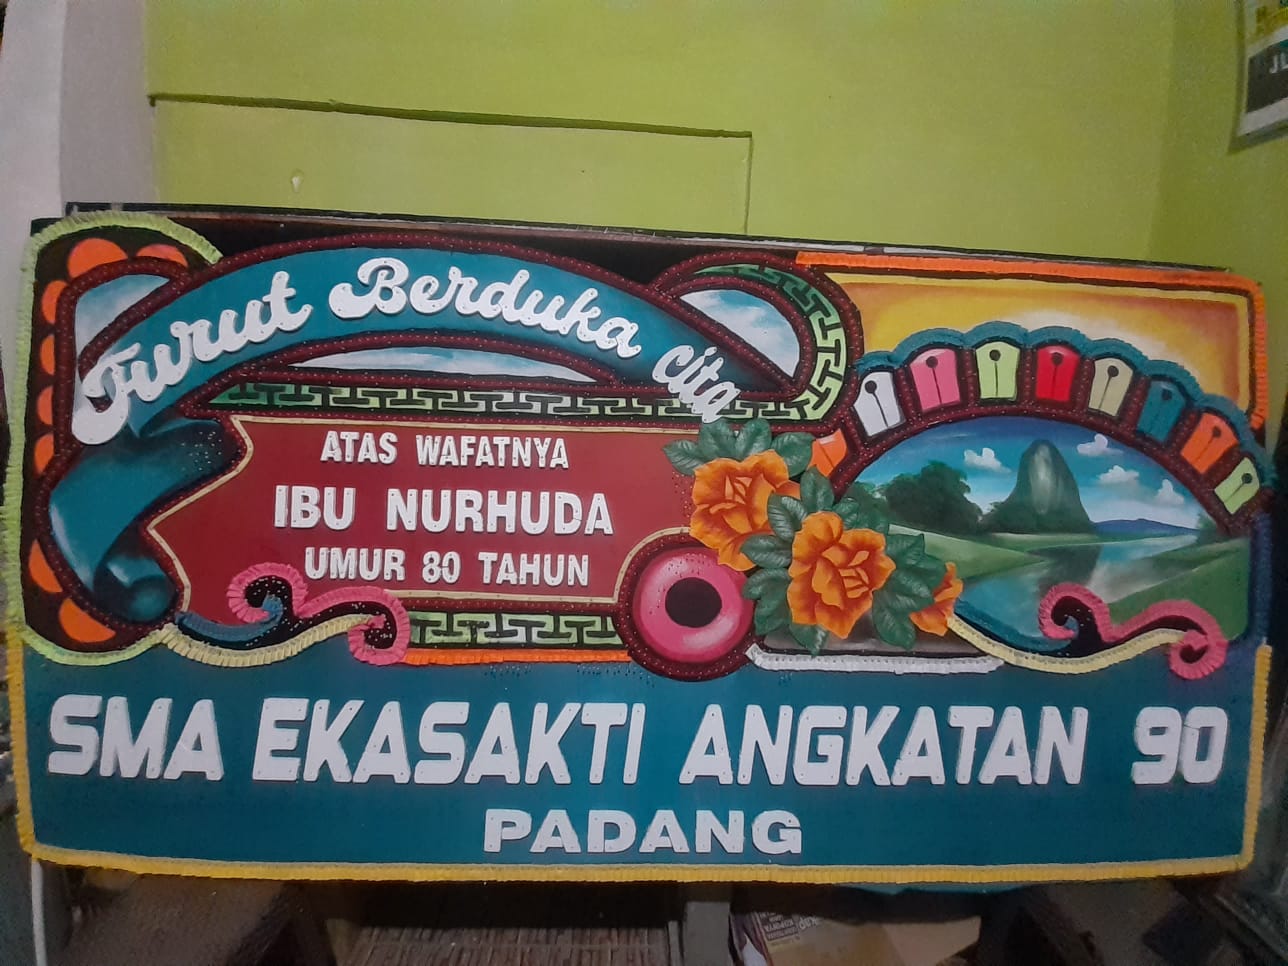 Turut Berduka Cita
ATAS WAFATNYA
IBU NURHUDA
UMUR 80 TAHUN
SMA EKASAKTI ANGKATAN 90
PADANG